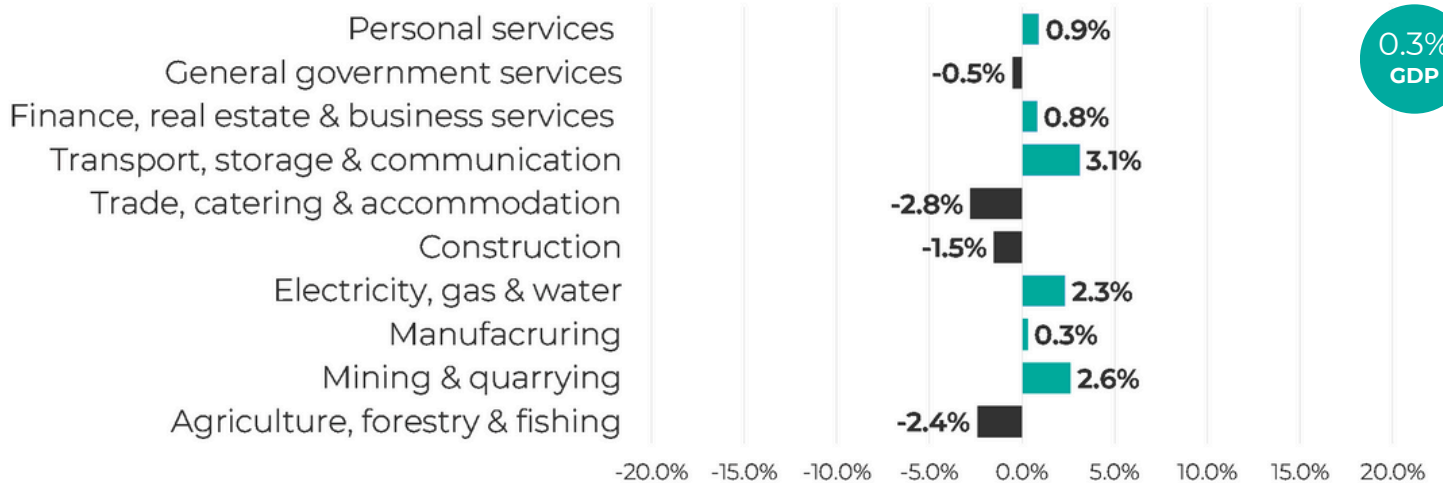 Personal services 0.9%
General government services -0.5%
Finance, real estate & business services 0.8%
Transport, storage & communication 3.1%
Trade, catering & accommodation -2.8%
Construction -1.5%
Electricity, gas & water 2.3%
Manufacruring 0.3%
Mining & quarrying 2.6%
Agriculture, forestry & fishing -2.4%
-20.0% -15.0% -10.0% -5.0% 0.0% 5.0% 10.0% 15.0% 20.0%
0.3%
GDP